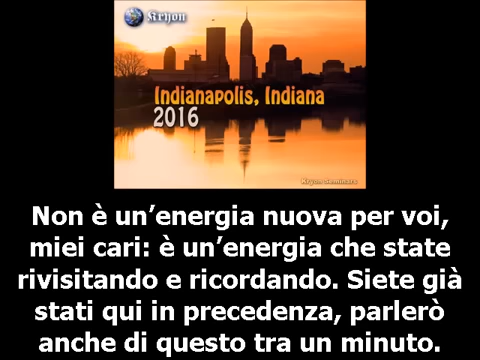 Kryon
Indianapolis, Indiana
2016
Kryon Seminars
Non è un’energia nuova per voi,
miei cari: è un’energia che state
rivisitando e ricordando. Siete già
stati qui in precedenza, parlerò
anche di questo tra un minuto.